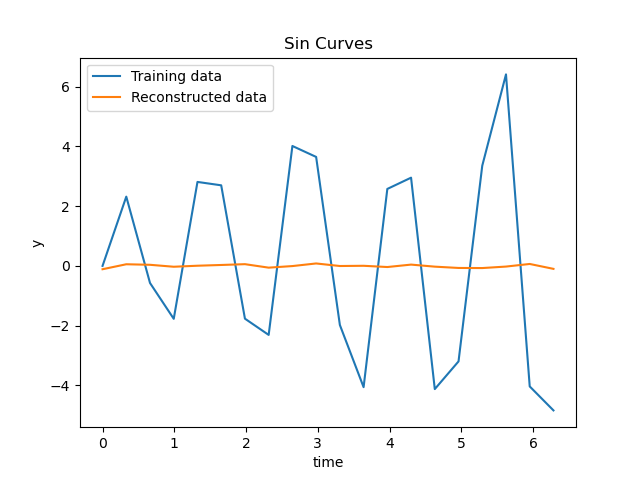 Sin Curves
Training data
Reconstructed data
6
4
2
0
−2
−4
y
0 1 2 3 4 5 6
time